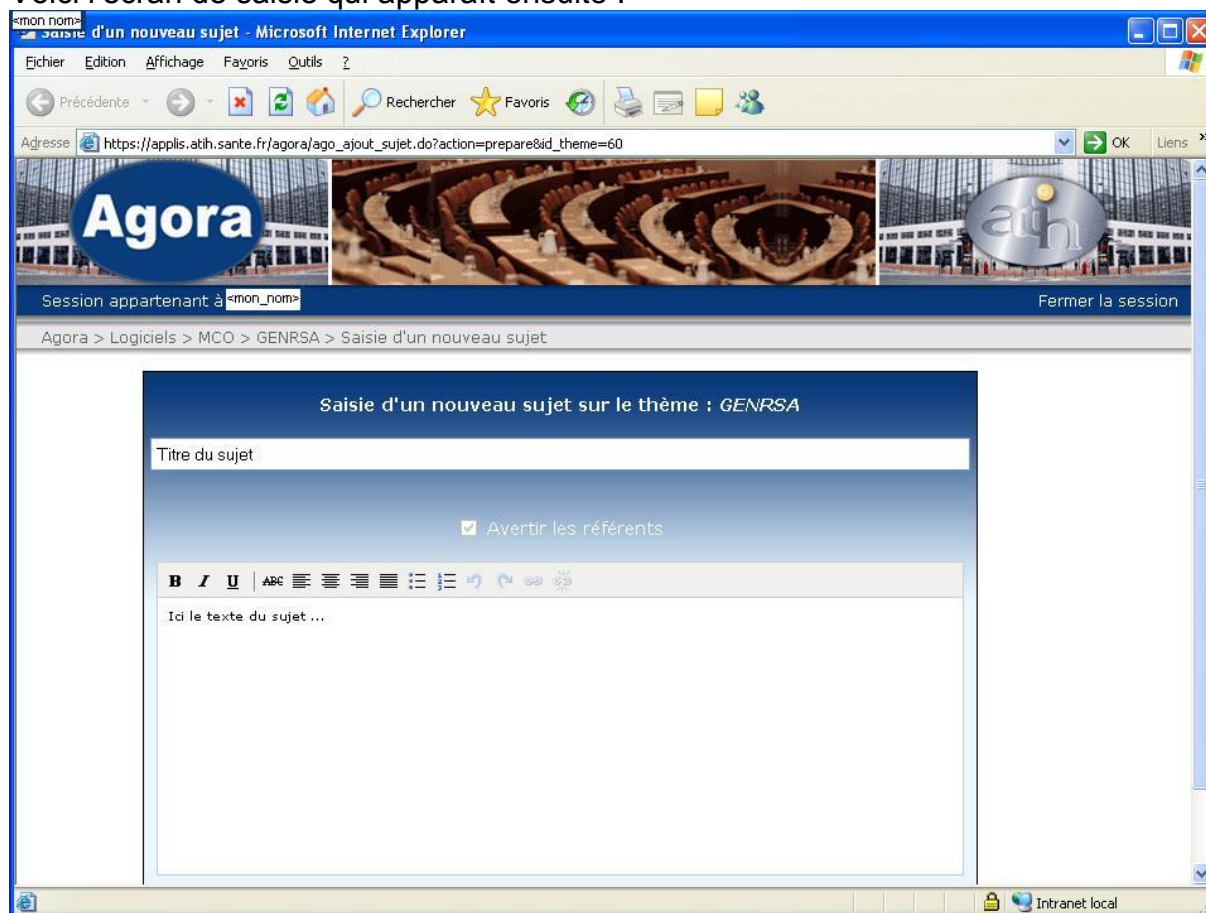 Voici l'écran de saisie qui apparaît ensuite :
<mon nom>
Saisie d'un nouveau sujet - Microsoft Internet Explorer
Fichier Edition Affichage Favoris Outils ?
Précédente Rechercher Favoris
Adresse https://applis.atih.sante.fr/agora/ago_ajout_sujet.do?action=prepare&id_theme=60 OK Liens »
Agora atih
Session appartenant à <mon_nom> Fermer la session
Agora > Logiciels > MCO > GENRSA > Saisie d'un nouveau sujet
Saisie d'un nouveau sujet sur le thème : GENRSA
Titre du sujet
Avertir les référents
B I U ABC
Ici le texte du sujet ...
Intranet local